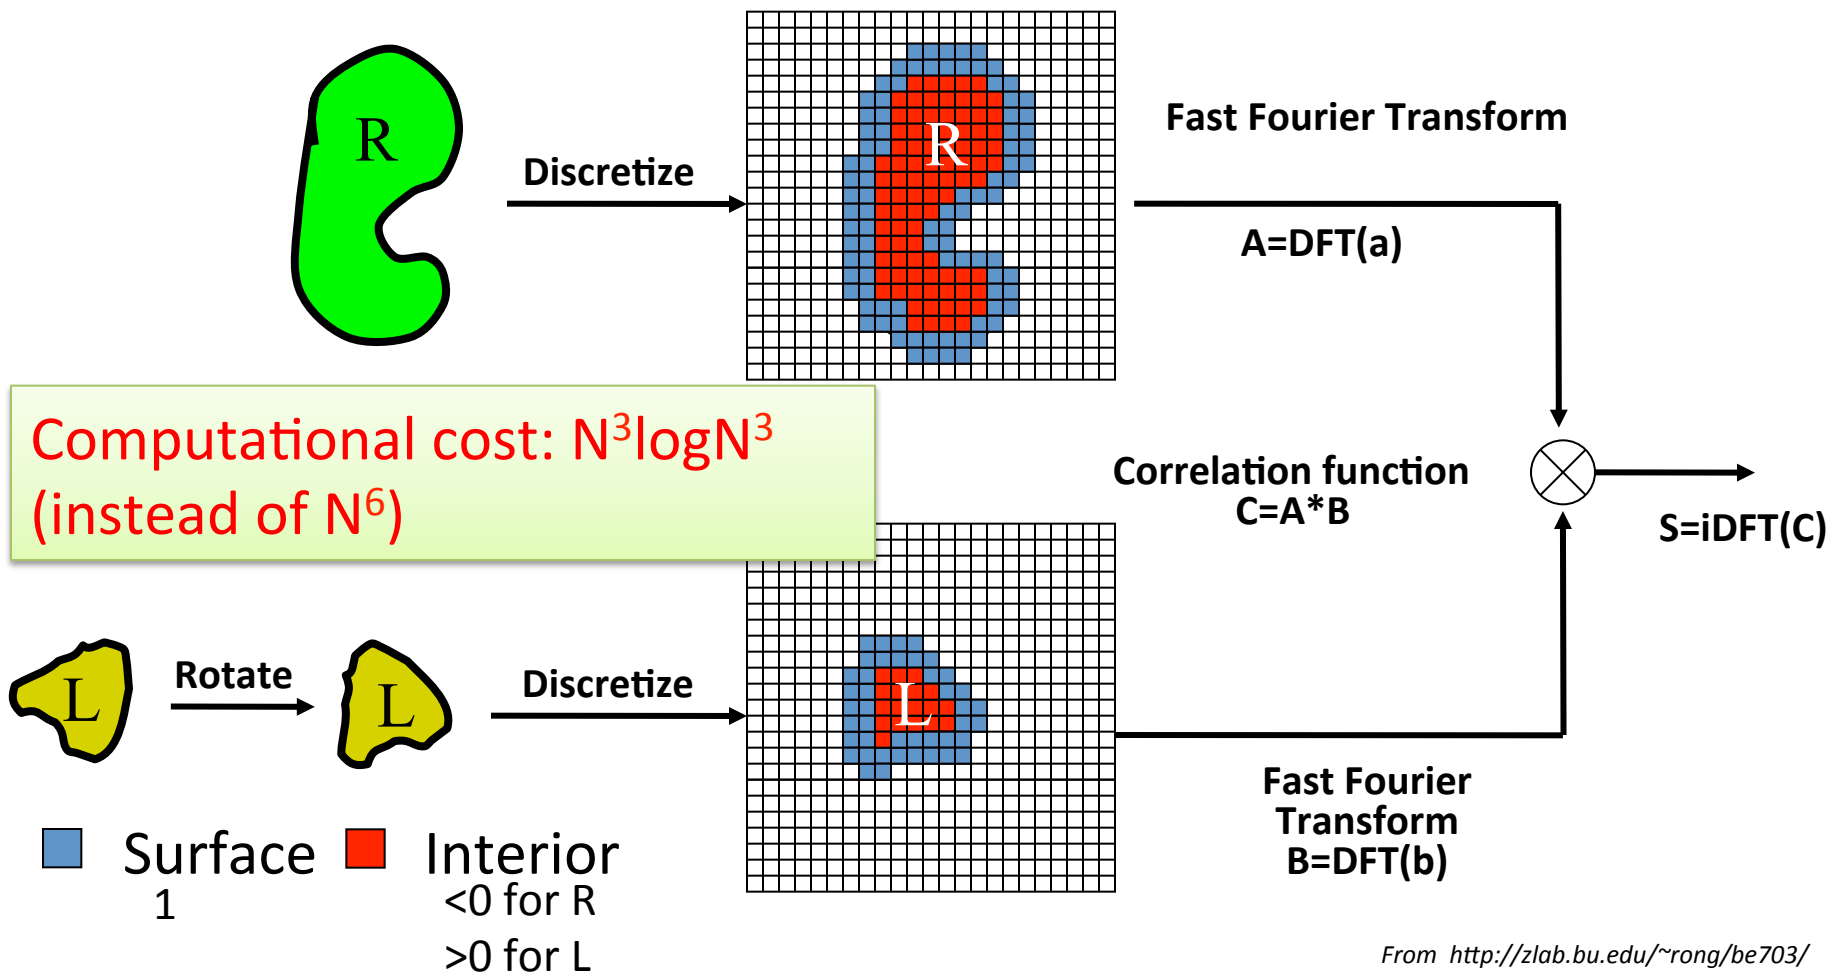 R
Discretize
R
Fast Fourier Transform
A=DFT(a)
Computational cost: N³logN³
(instead of N⁶)
Correlation function
C=A*B
S=iDFT(C)
L
Rotate
L
Discretize
L
Fast Fourier
Transform
B=DFT(b)
Surface
1
Interior
<0 for R
>0 for L
From http://zlab.bu.edu/~rong/be703/